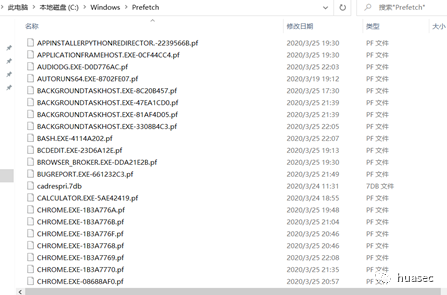 此电脑 › 本地磁盘 (C:) › Windows › Prefetch
搜索"Prefetch"
名称 修改日期 类型
APPINSTALLERPYTHONREDIRECTOR.-2239566B.pf 2020/3/25 19:30 PF 文件
APPLICATIONFRAMEHOST.EXE-0CF44CC4.pf 2020/3/25 19:30 PF 文件
AUDIODG.EXE-D0D776AC.pf 2020/3/25 22:03 PF 文件
AUTORUNS64.EXE-8702FE07.pf 2020/3/19 19:12 PF 文件
BACKGROUNDTASKHOST.EXE-8C20B457.pf 2020/3/25 17:30 PF 文件
BACKGROUNDTASKHOST.EXE-47EA1CD0.pf 2020/3/25 21:39 PF 文件
BACKGROUNDTASKHOST.EXE-81AF4D05.pf 2020/3/25 21:39 PF 文件
BACKGROUNDTASKHOST.EXE-3308B4C3.pf 2020/3/25 22:05 PF 文件
BASH.EXE-4114A202.pf 2020/3/25 22:07 PF 文件
BCDEDIT.EXE-23D6A12E.pf 2020/3/25 19:13 PF 文件
BROWSER_BROKER.EXE-DDA21E2B.pf 2020/3/25 19:30 PF 文件
BUGREPORT.EXE-661232C3.pf 2020/3/25 21:49 PF 文件
cadrespri.7db 2020/3/24 11:31 7DB 文件
CALCULATOR.EXE-5AE42419.pf 2020/3/24 18:55 PF 文件
CHROME.EXE-1B3A776A.pf 2020/3/25 19:48 PF 文件
CHROME.EXE-1B3A776B.pf 2020/3/25 21:04 PF 文件
CHROME.EXE-1B3A776F.pf 2020/3/25 20:46 PF 文件
CHROME.EXE-1B3A7768.pf 2020/3/25 20:46 PF 文件
CHROME.EXE-1B3A7769.pf 2020/3/25 22:08 PF 文件
CHROME.EXE-1B3A7770.pf 2020/3/25 21:35 PF 文件
CHROME.EXE-08688AF0.pf 2020/3/25 20:57 PF 文件
huasec